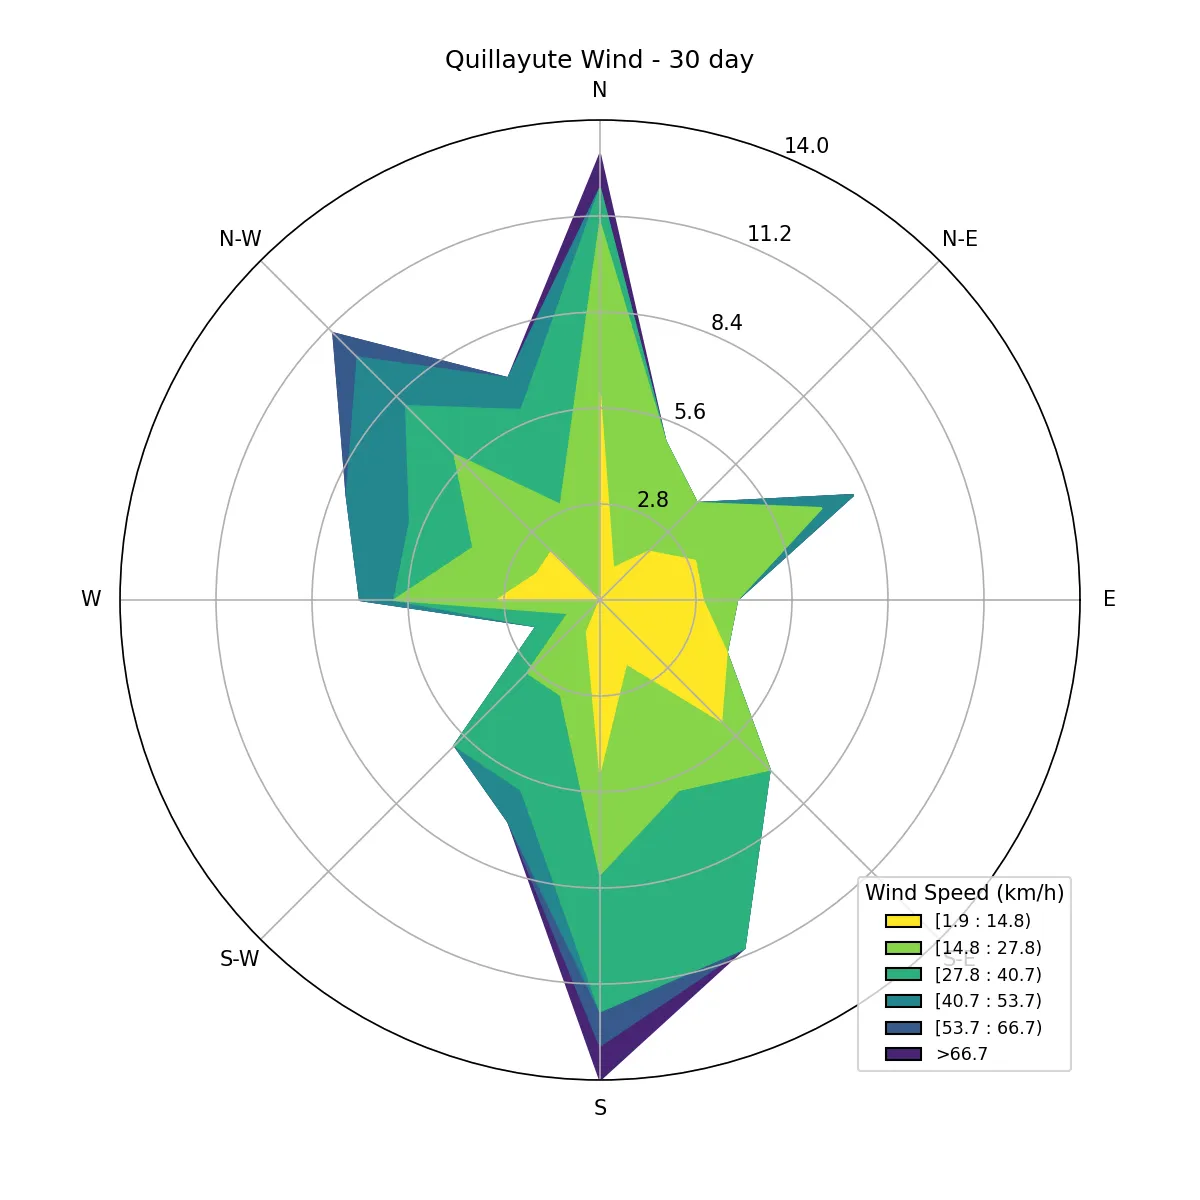 Quillayute Wind - 30 day
N
14.0
N-W
11.2
N-E
8.4
5.6
2.8
W
E
Wind Speed (km/h)
[1.9 : 14.8)
[14.8 : 27.8)
S-W
S-E
[27.8 : 40.7)
[40.7 : 53.7)
[53.7 : 66.7)
>66.7
S